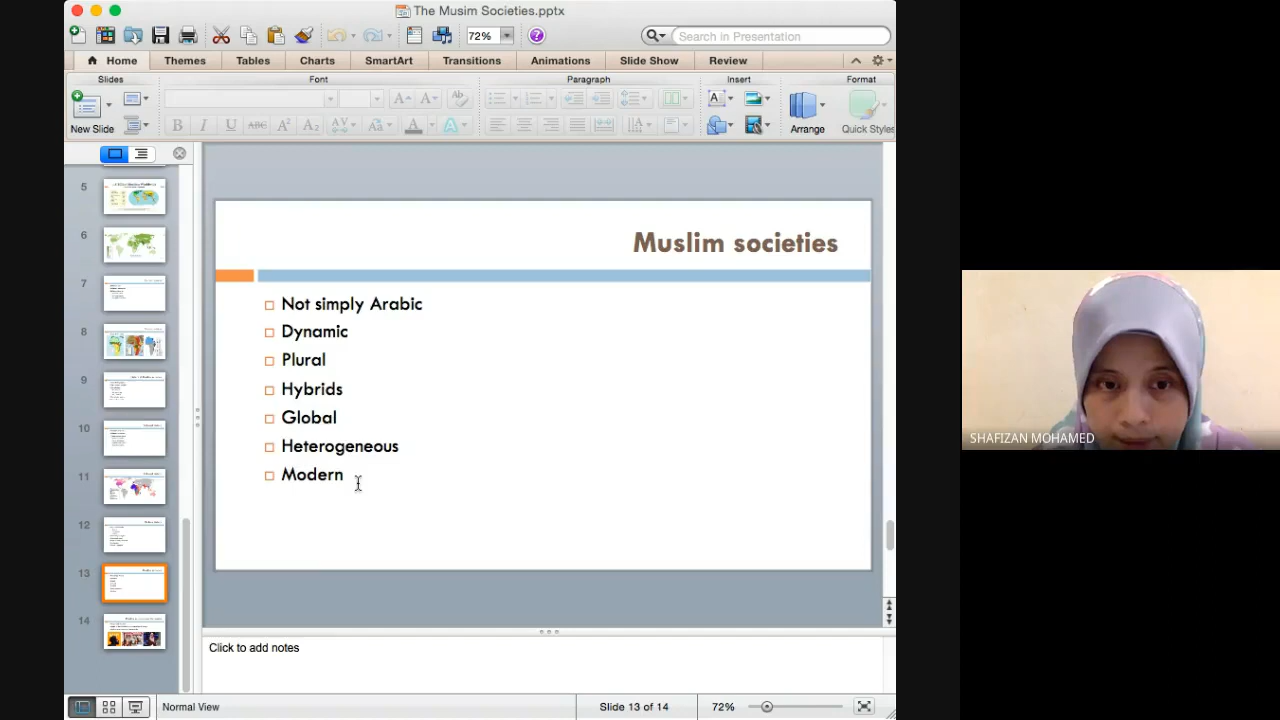 The Musim Societies.pptx
72%
Search in Presentation
Home Themes Tables Charts SmartArt Transitions Animations Slide Show Review
Slides Font Paragraph Insert Format
New Slide
Arrange
Quick Styles
5
6
7
8
9
10
11
12
13
14
Muslim societies
Not simply Arabic
Dynamic
Plural
Hybrids
Global
Heterogeneous
Modern
SHAFIZAN MOHAMED
Click to add notes
Normal View
Slide 13 of 14
72%